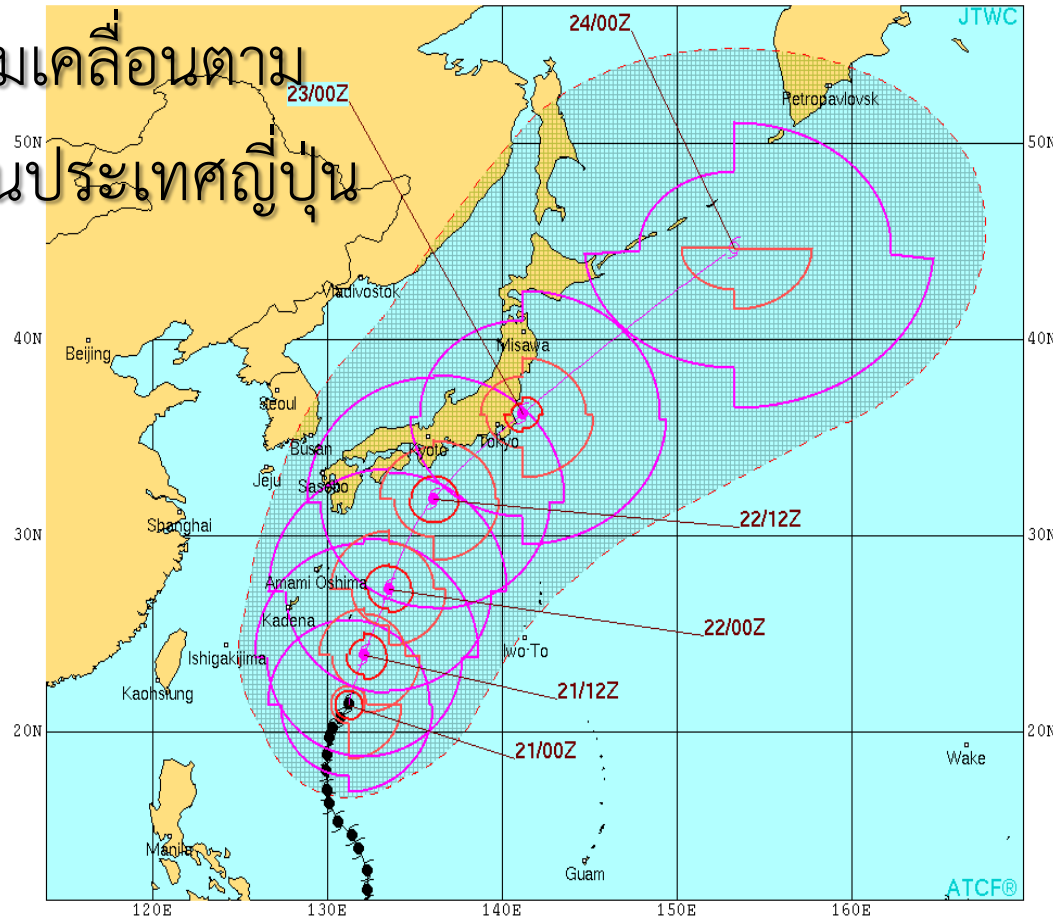 JTWC
24/00Z
มเคลื่อนตาม
23/00Z
Petropavlovsk
50N
50N
นประเทศญี่ปุ่น
Vladivostok
40N
Beijing
Misawa
40N
Seoul
Busan
Kyoto
Tokyo
Jeju
Sasebo
Shanghai
22/12Z
30N
30N
Amami Oshima
Kadena
22/00Z
Ishigakijima
Iwo-To
Kaohsiung
21/12Z
20N
21/00Z
20N
Wake
Manila
Guam
ATCF®
120E
130E
140E
150E
160E